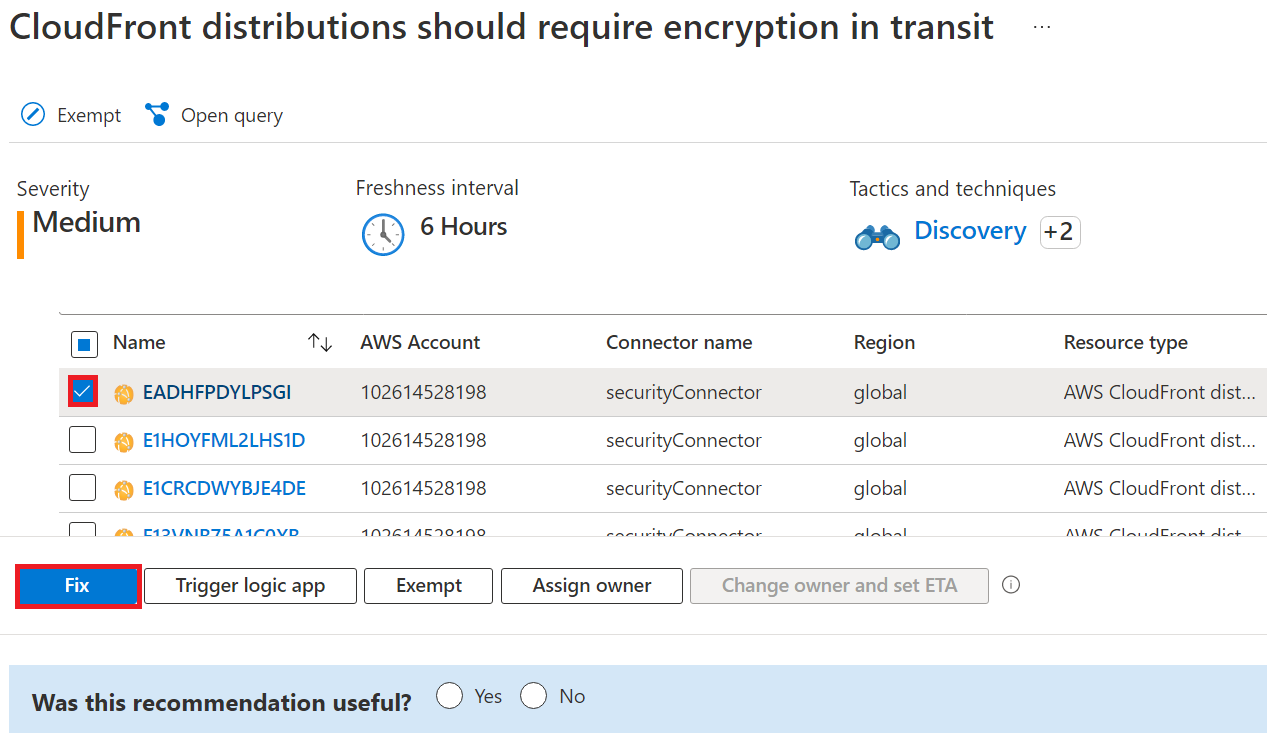 CloudFront distributions should require encryption in transit ...
Exempt Open query
Severity Freshness interval Tactics and techniques
Medium 6 Hours Discovery +2
Name AWS Account Connector name Region Resource type
EADHFPDYLPSGI 102614528198 securityConnector global AWS CloudFront dist...
E1HOYFML2LHS1D 102614528198 securityConnector global AWS CloudFront dist...
E1CRCDWYBJE4DE 102614528198 securityConnector global AWS CloudFront dist...
102614528198 securityConnector global AWS CloudFront dist...
Fix Trigger logic app Exempt Assign owner Change owner and set ETA
Was this recommendation useful? Yes No